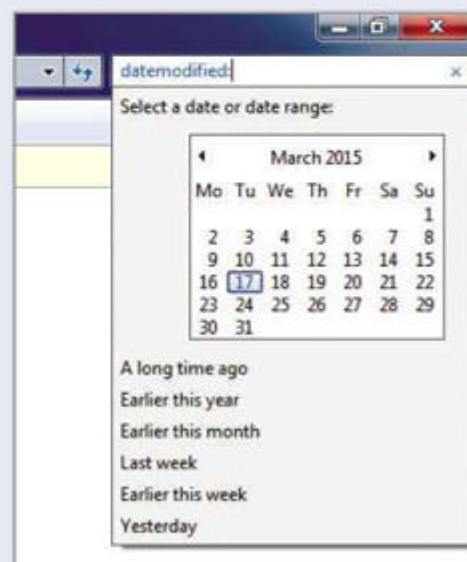 datemodified:
Select a date or date range:
March 2015
Mo Tu We Th Fr Sa Su
1
2 3 4 5 6 7 8
9 10 11 12 13 14 15
16 17 18 19 20 21 22
23 24 25 26 27 28 29
30 31
A long time ago
Earlier this year
Earlier this month
Last week
Earlier this week
Yesterday